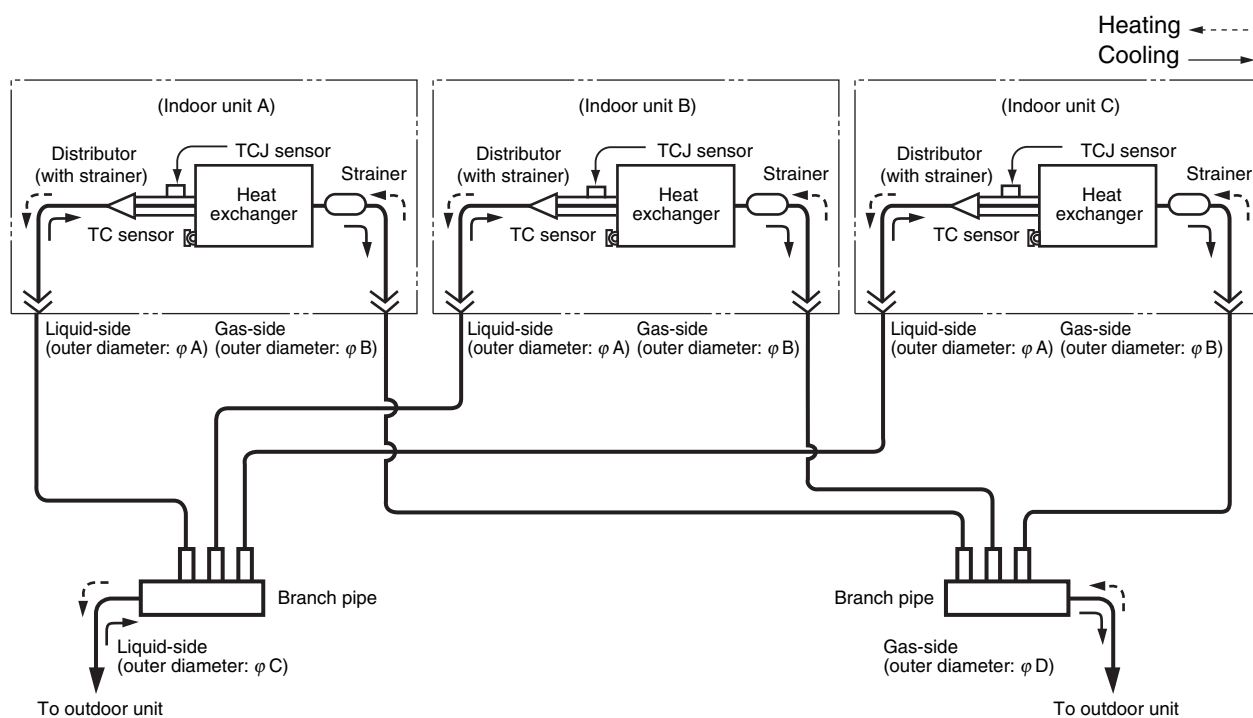 Heating
Cooling
(Indoor unit A)
Distributor
(with strainer)
TCJ sensor
Heat
exchanger
Strainer
TC sensor
Liquid-side
(outer diameter: φ A)
Gas-side
(outer diameter: φ B)
(Indoor unit B)
Distributor
(with strainer)
TCJ sensor
Heat
exchanger
Strainer
TC sensor
Liquid-side
(outer diameter: φ A)
Gas-side
(outer diameter: φ B)
(Indoor unit C)
Distributor
(with strainer)
TCJ sensor
Heat
exchanger
Strainer
TC sensor
Liquid-side
(outer diameter: φ A)
Gas-side
(outer diameter: φ B)
Branch pipe
Liquid-side
(outer diameter: φ C)
To outdoor unit
Branch pipe
Gas-side
(outer diameter: φ D)
To outdoor unit